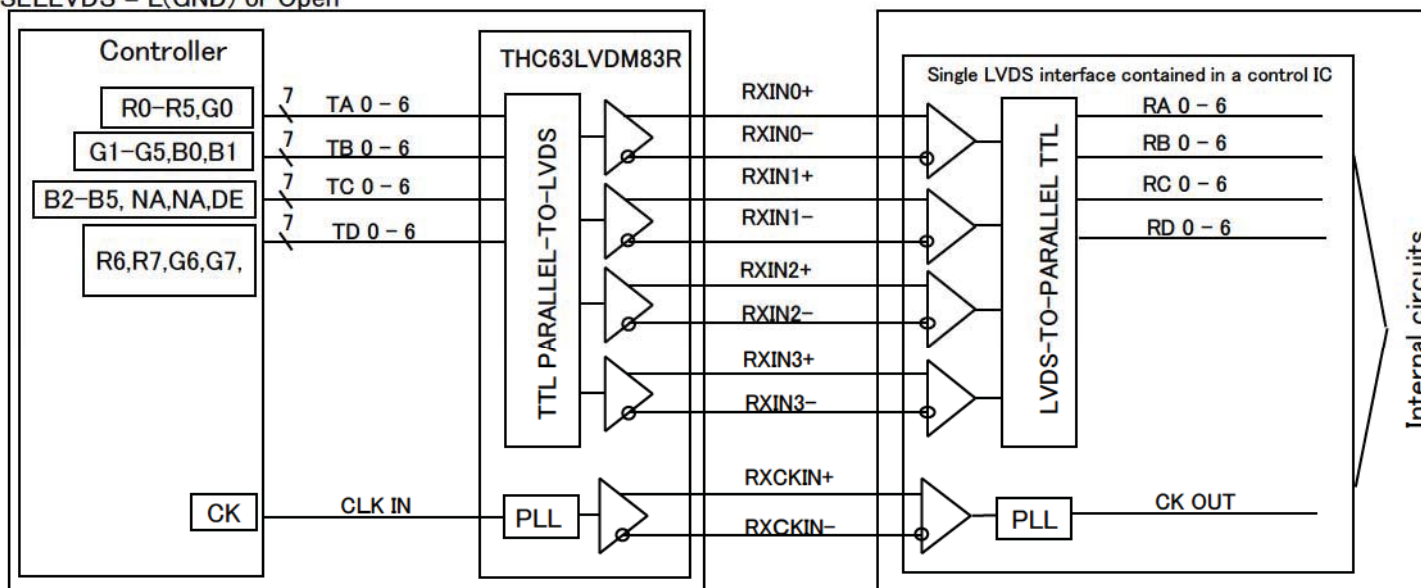 SELLVDS = L(GND) or Open
Controller
THC63LVDM83R
Single LVDS interface contained in a control IC
R0-R5,G0
7
TA 0 - 6
RXIN0+
RA 0 - 6
G1-G5,B0,B1
7
TB 0 - 6
RXIN0-
RB 0 - 6
B2-B5, NA,NA,DE
7
TC 0 - 6
RXIN1+
RC 0 - 6
R6,R7,G6,G7,
7
TD 0 - 6
RXIN1-
RD 0 - 6
TTL PARALLEL-TO-LVDS
RXIN2+
RXIN2-
RXIN3+
RXIN3-
LVDS-TO-PARALLEL TTL
Internal circuits
CK
CLK IN
PLL
RXCKIN+
RXCKIN-
PLL
CK OUT